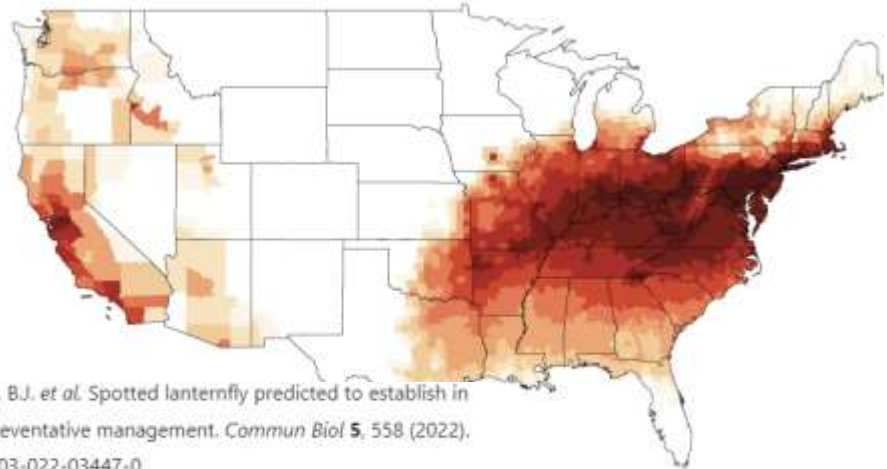 . B.J. et al. Spotted lanternfly predicted to establish in
eventative management. Commun Biol 5, 558 (2022).
03-022-03447-0